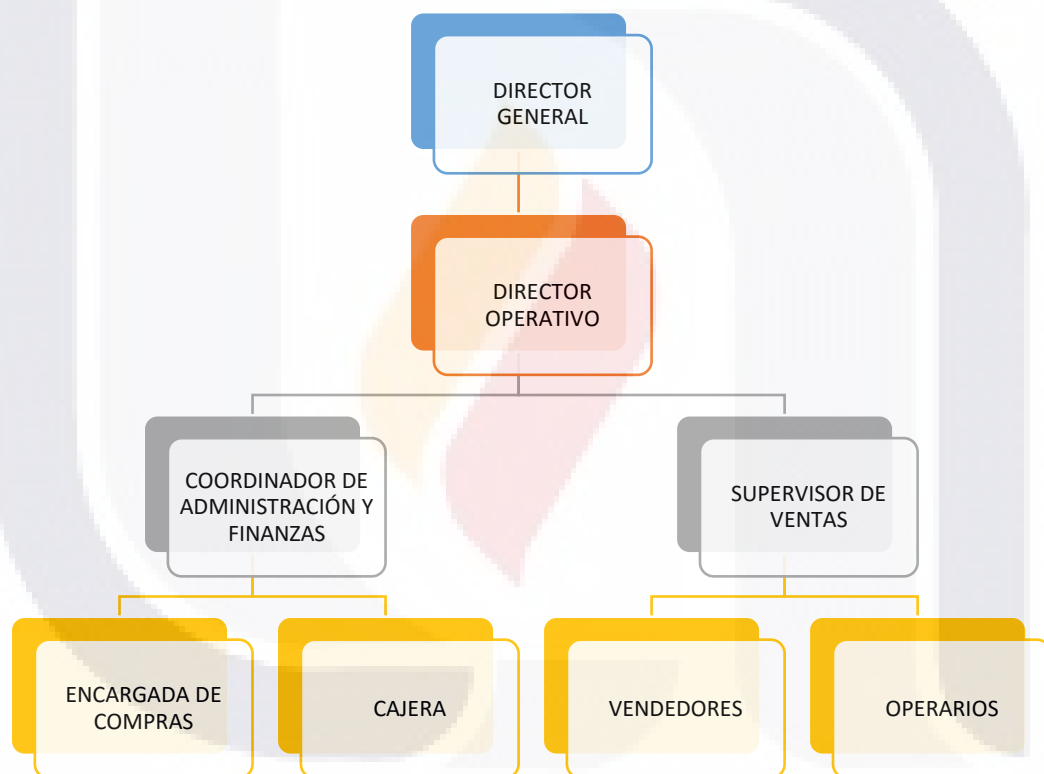 DIRECTOR
GENERAL
DIRECTOR
OPERATIVO
COORDINADOR DE
ADMINISTRACIÓN Y
FINANZAS
SUPERVISOR DE
VENTAS
ENCARGADA DE
COMPRAS
CAJERA
VENDEDORES
OPERARIOS